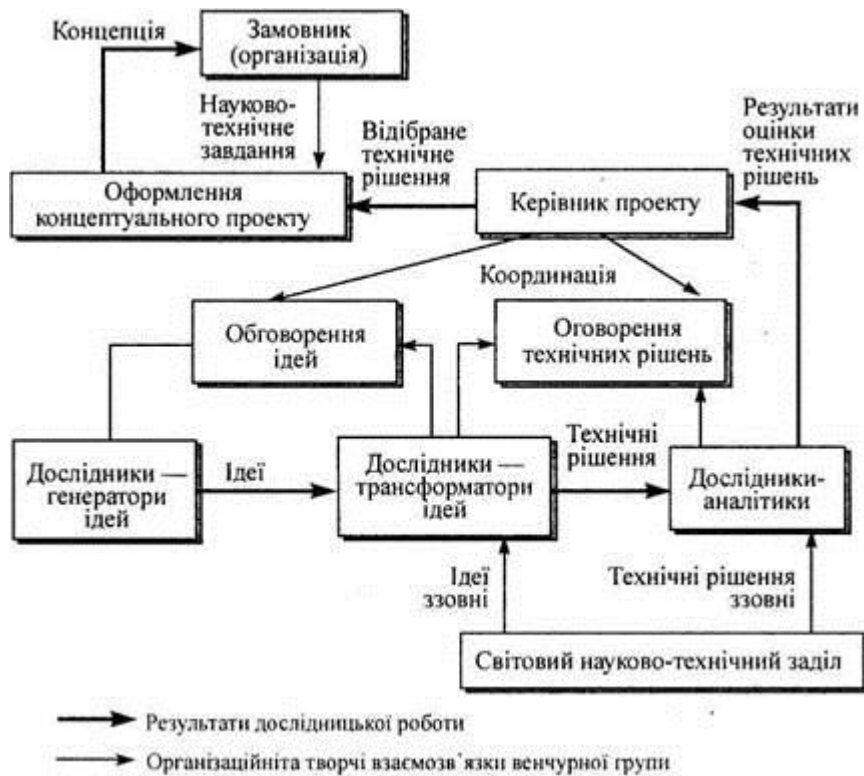 Концепція
Замовник
(організація)
Науково-
технічне
завдання
Відібране
технічне
рішення
Результати
оцінки
технічних
рішень
Оформлення
концептуального проекту
Керівник проекту
Координація
Обговорення
ідей
Оговорення
технічних рішень
Дослідники —
генератори
ідей
Ідеї
Дослідники —
трансформатори
ідей
Технічні
рішення
Дослідники-
аналітики
Ідеї
ззовні
Технічні рішення
ззовні
Світовий науково-технічний заділ
Результати дослідницької роботи
Організаційніта творчі взаємозв'язки венчурної групи